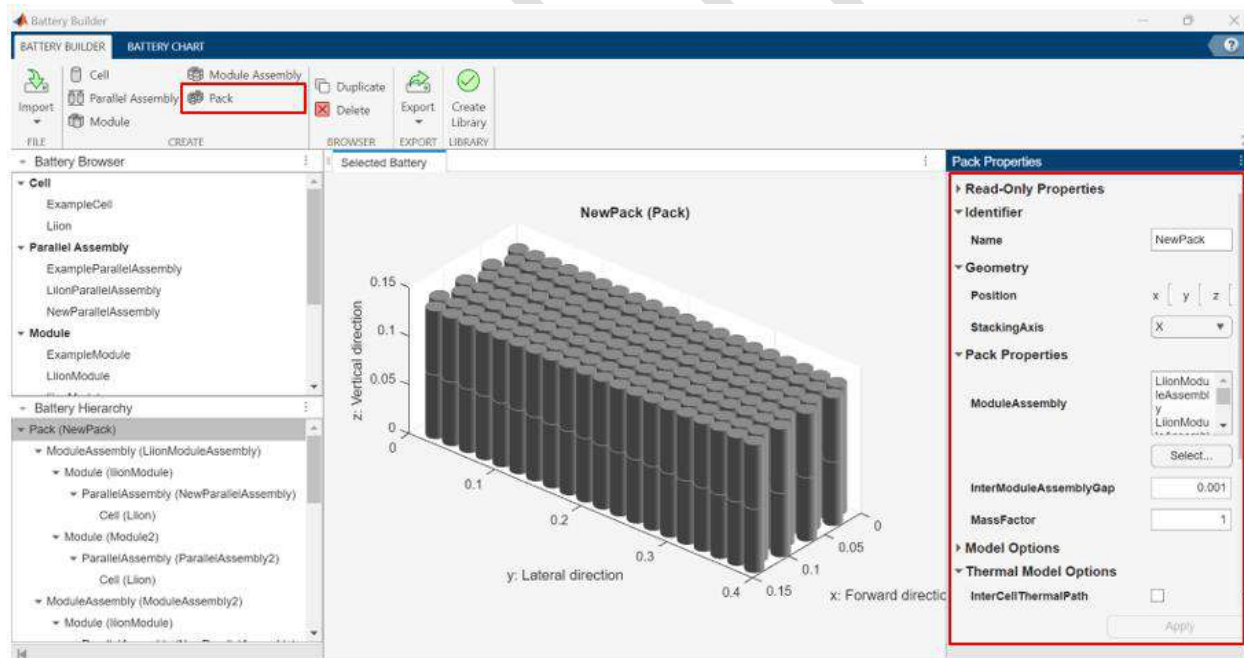 Battery Builder
BATTERY BUILDER
BATTERY CHART
Import
Cell
Parallel Assembly
Module
Module Assembly
Pack
Duplicate
Delete
Export
Create
Library
FILE
CREATE
BROWSER
EXPORT
LIBRARY
Battery Browser
Cell
ExampleCell
Liion
Parallel Assembly
ExampleParallelAssembly
LiIonParallelAssembly
NewParallelAssembly
Module
ExampleModule
LiionModule
Battery Hierarchy
Pack (NewPack)
ModuleAssembly (LiionModuleAssembly)
Module (liionModule)
ParallelAssembly (NewParallelAssembly)
Cell (LIion)
Module (Module2)
ParallelAssembly (ParallelAssembly2)
Cell (LIion)
ModuleAssembly (ModuleAssembly2)
Module (liionModule)
Selected Battery
NewPack (Pack)
z: Vertical direction
0.15
0.1
0.05
0
0
0.1
0.2
0.3
0.4
y: Lateral direction
0.15
0.1
0.05
0
x: Forward directic
Pack Properties
Read-Only Properties
Identifier
Name
NewPack
Geometry
Position
x y z
StackingAxis
X
Pack Properties
ModuleAssembly
LiionModu
leAssembl
y
LiionModu
Select...
InterModuleAssemblyGap
0.001
MassFactor
1
Model Options
Thermal Model Options
InterCellThermalPath
Apply